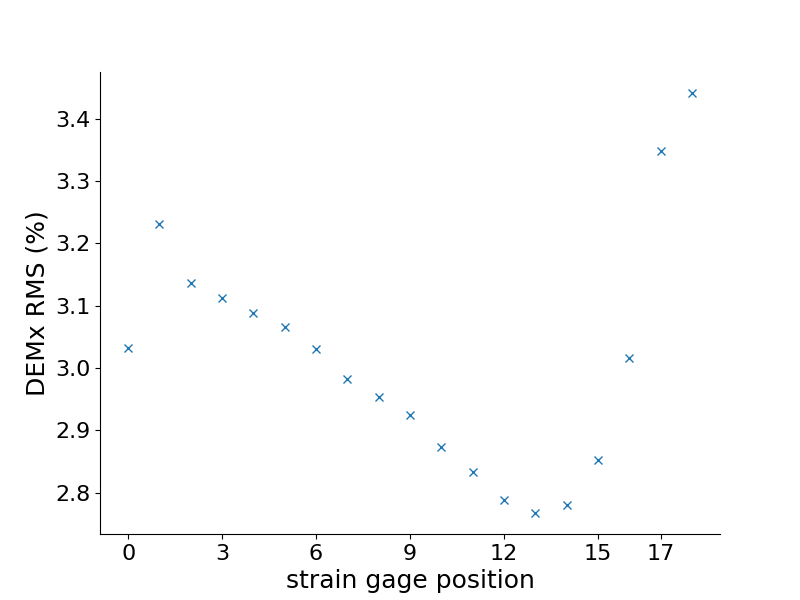 3.4
3.3
3.2
3.1
3.0
2.9
2.8
DEMx RMS (%)
0 3 6 9 12 15 17
strain gage position